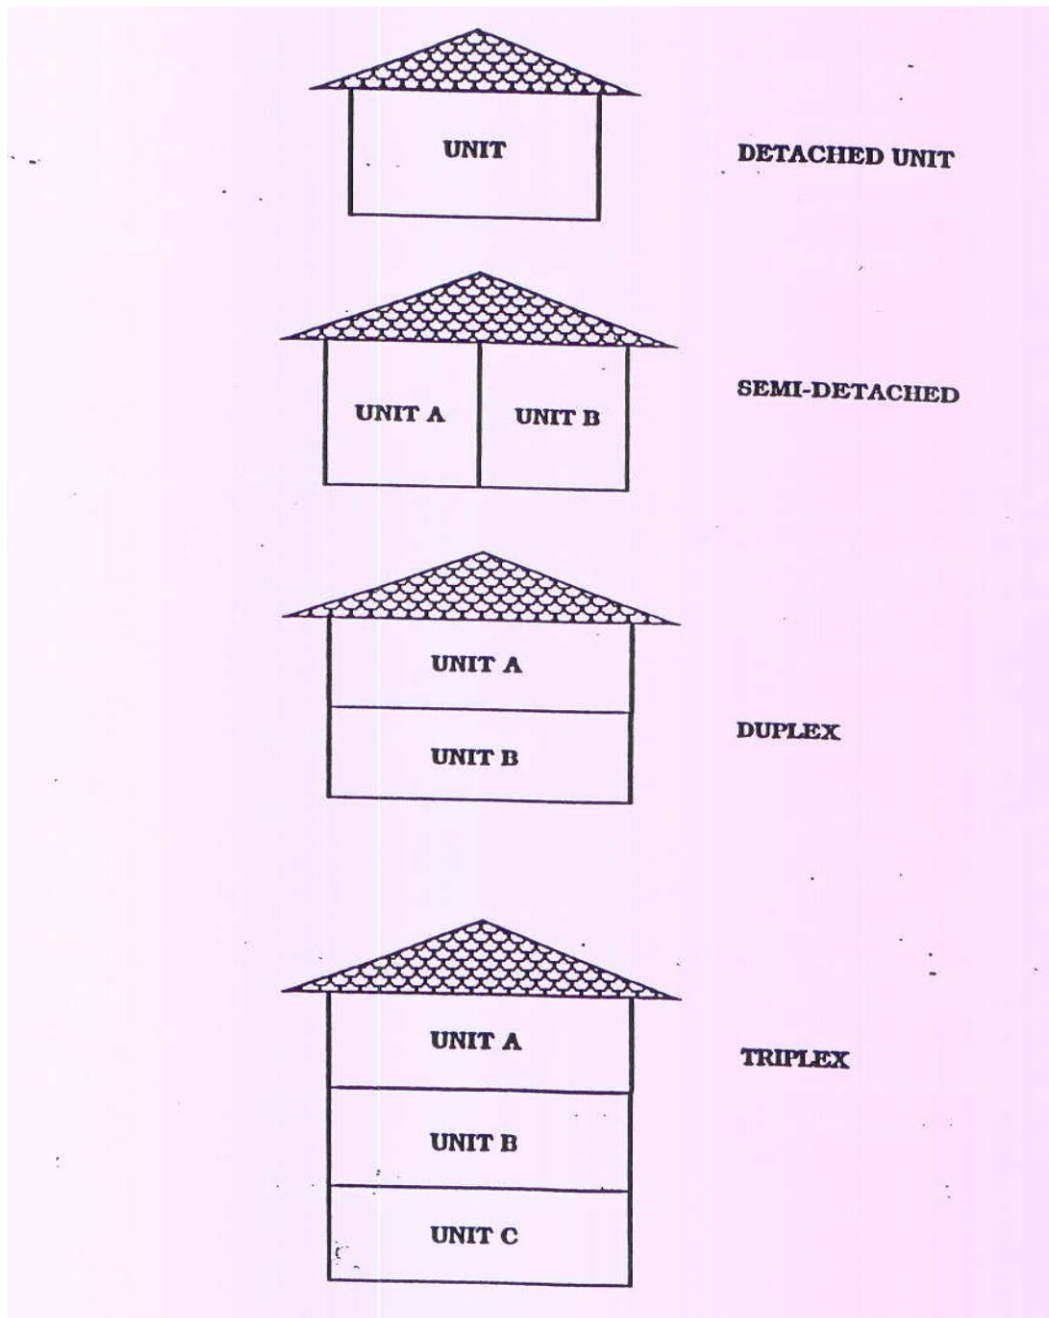 UNIT
DETACHED UNIT
UNIT A
UNIT B
SEMI-DETACHED
UNIT A
UNIT B
DUPLEX
UNIT A
UNIT B
UNIT C
TRIPLEX